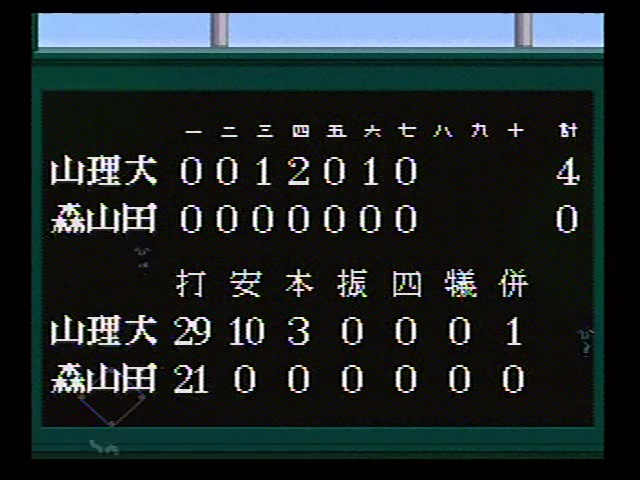 一 二 三 四 五 六 七 八 九 十 計
山理大 0 0 1 2 0 1 0 4
森山田 0 0 0 0 0 0 0 0
打 安 本 振 四 犠 併
山理大 29 10 3 0 0 0 1
森山田 21 0 0 0 0 0 0